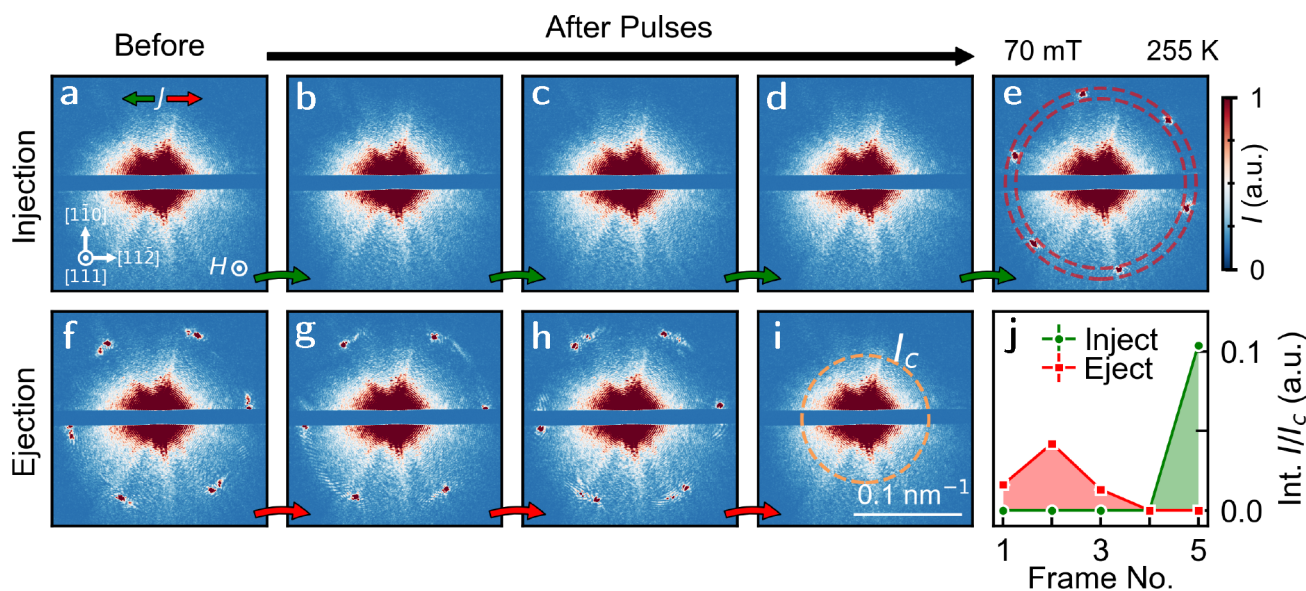 Before
After Pulses
70 mT
255 K
Injection
a
J
[11̄0]
[112̄]
[111]
H
b
c
d
e
1
0
I (a.u.)
Ejection
f
g
h
i
I_c
0.1 nm⁻¹
j
Inject
Eject
0.1
0.0
Int. I/I_c (a.u.)
1
3
5
Frame No.